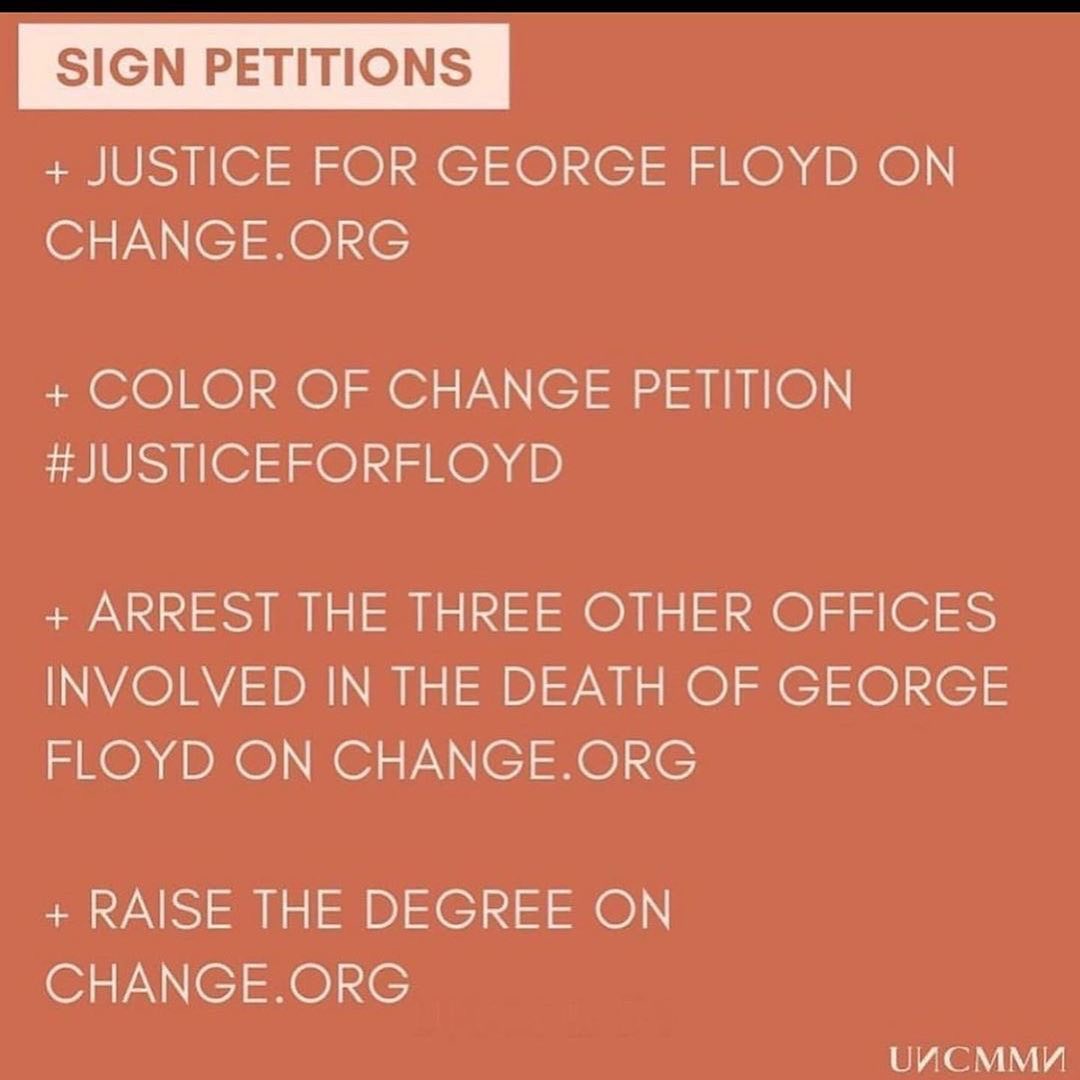 SIGN PETITIONS
+ JUSTICE FOR GEORGE FLOYD ON
CHANGE.ORG
+ COLOR OF CHANGE PETITION
#JUSTICEFORFLOYD
+ ARREST THE THREE OTHER OFFICES
INVOLVED IN THE DEATH OF GEORGE
FLOYD ON CHANGE.ORG
+ RAISE THE DEGREE ON
CHANGE.ORG
UИCMMИ